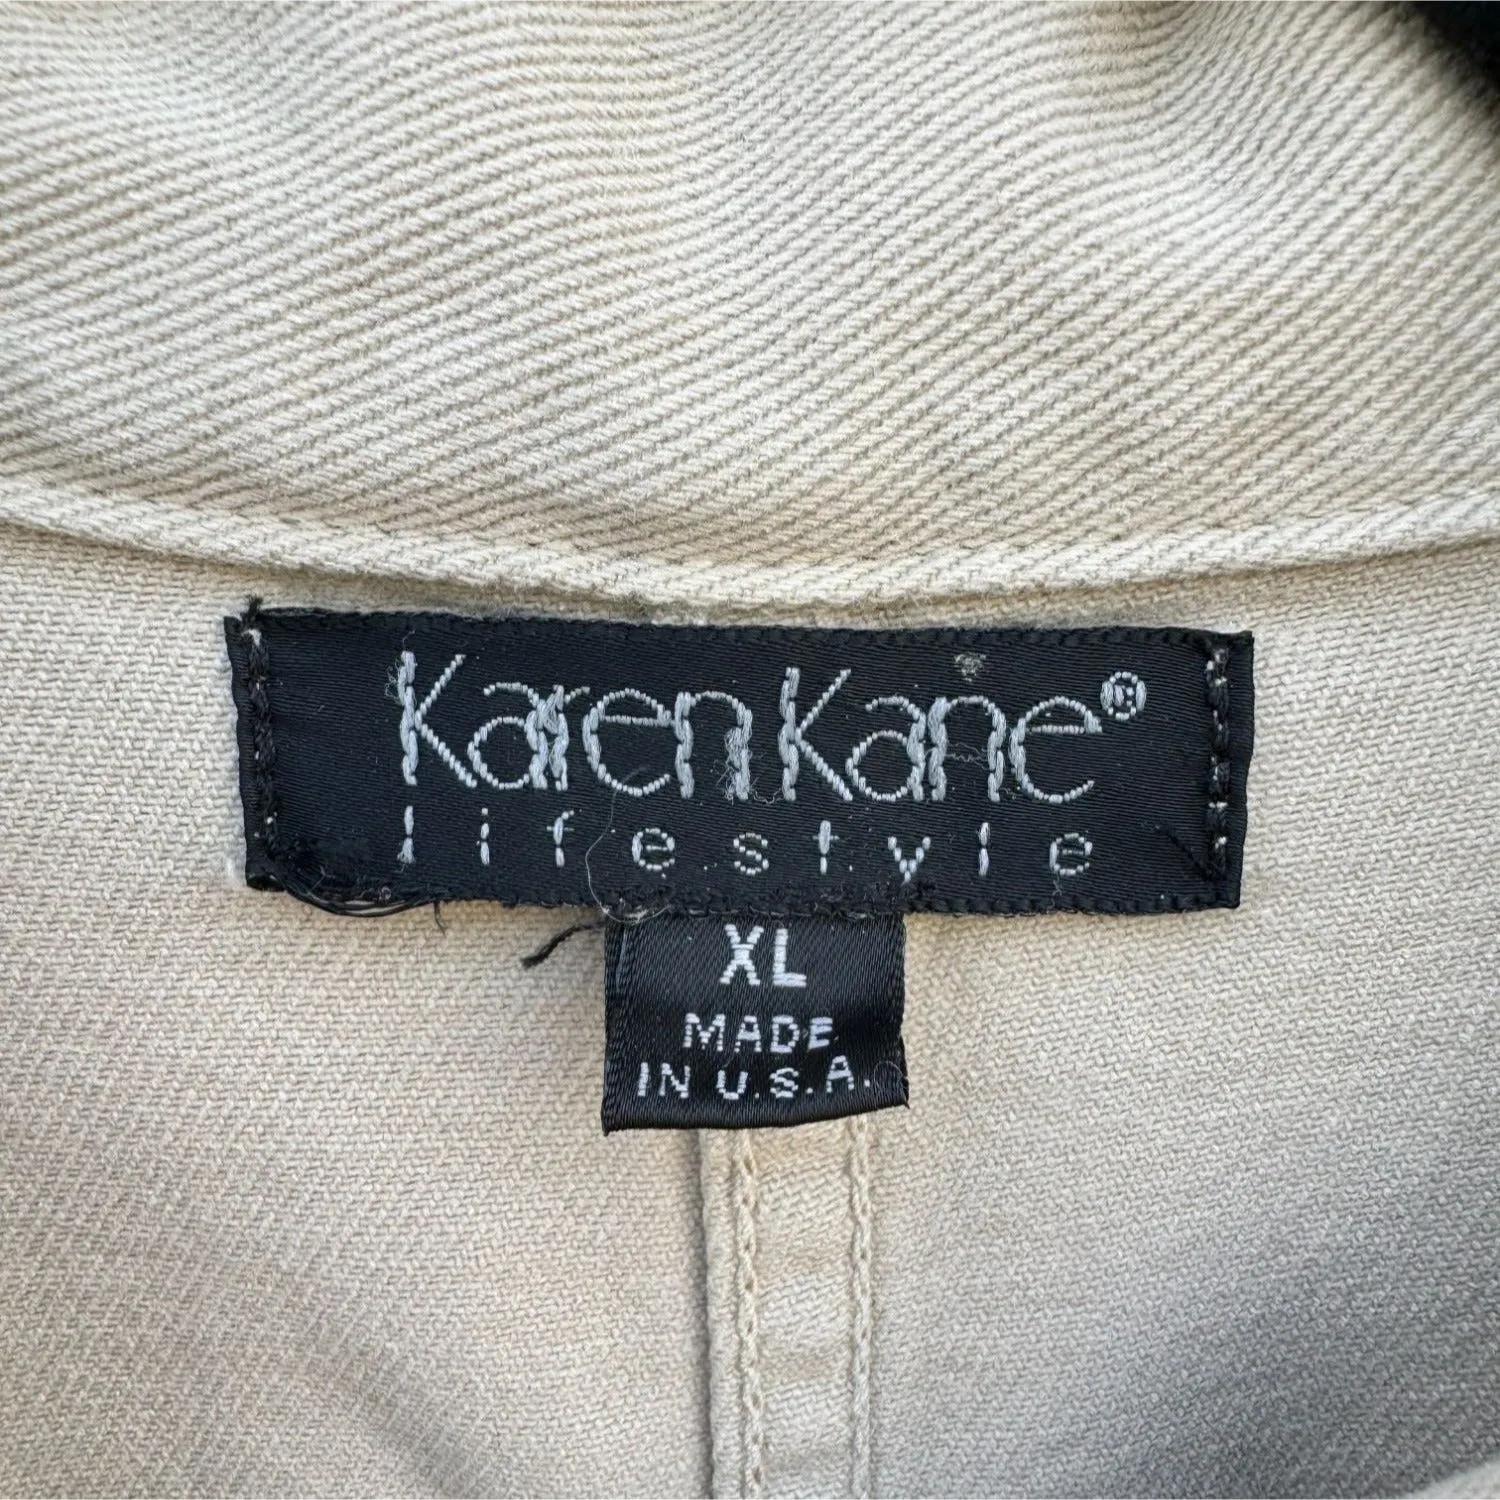 Karen Kane®
lifestyle
XL
MADE
IN U.S.A.